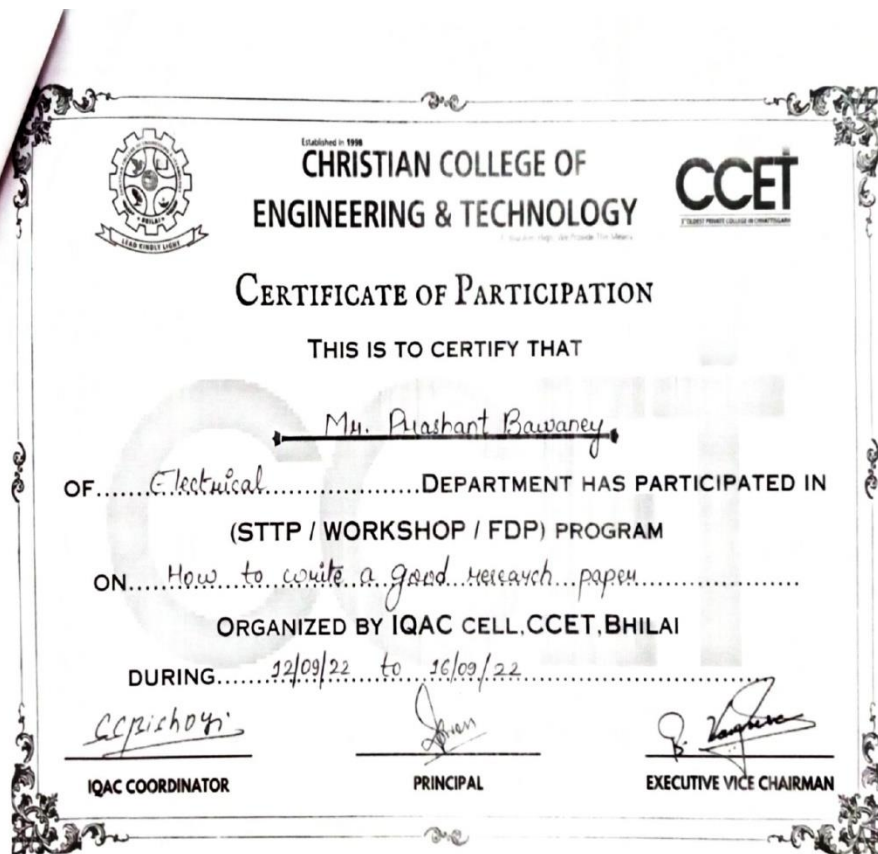 Established in 1998
CHRISTIAN COLLEGE OF
ENGINEERING & TECHNOLOGY
CCET
BHILAI
LEAD KINDLY LIGHT
CERTIFICATE OF PARTICIPATION
THIS IS TO CERTIFY THAT
Mr. Prashant Bawaney
OF.......Electrical....................DEPARTMENT HAS PARTICIPATED IN
(STTP / WORKSHOP / FDP) PROGRAM
ON....How to write a good research paper....................
ORGANIZED BY IQAC CELL,CCET,BHILAI
DURING......12/09/22 to 16/09/22..............................
IQAC COORDINATOR
PRINCIPAL
EXECUTIVE VICE CHAIRMAN